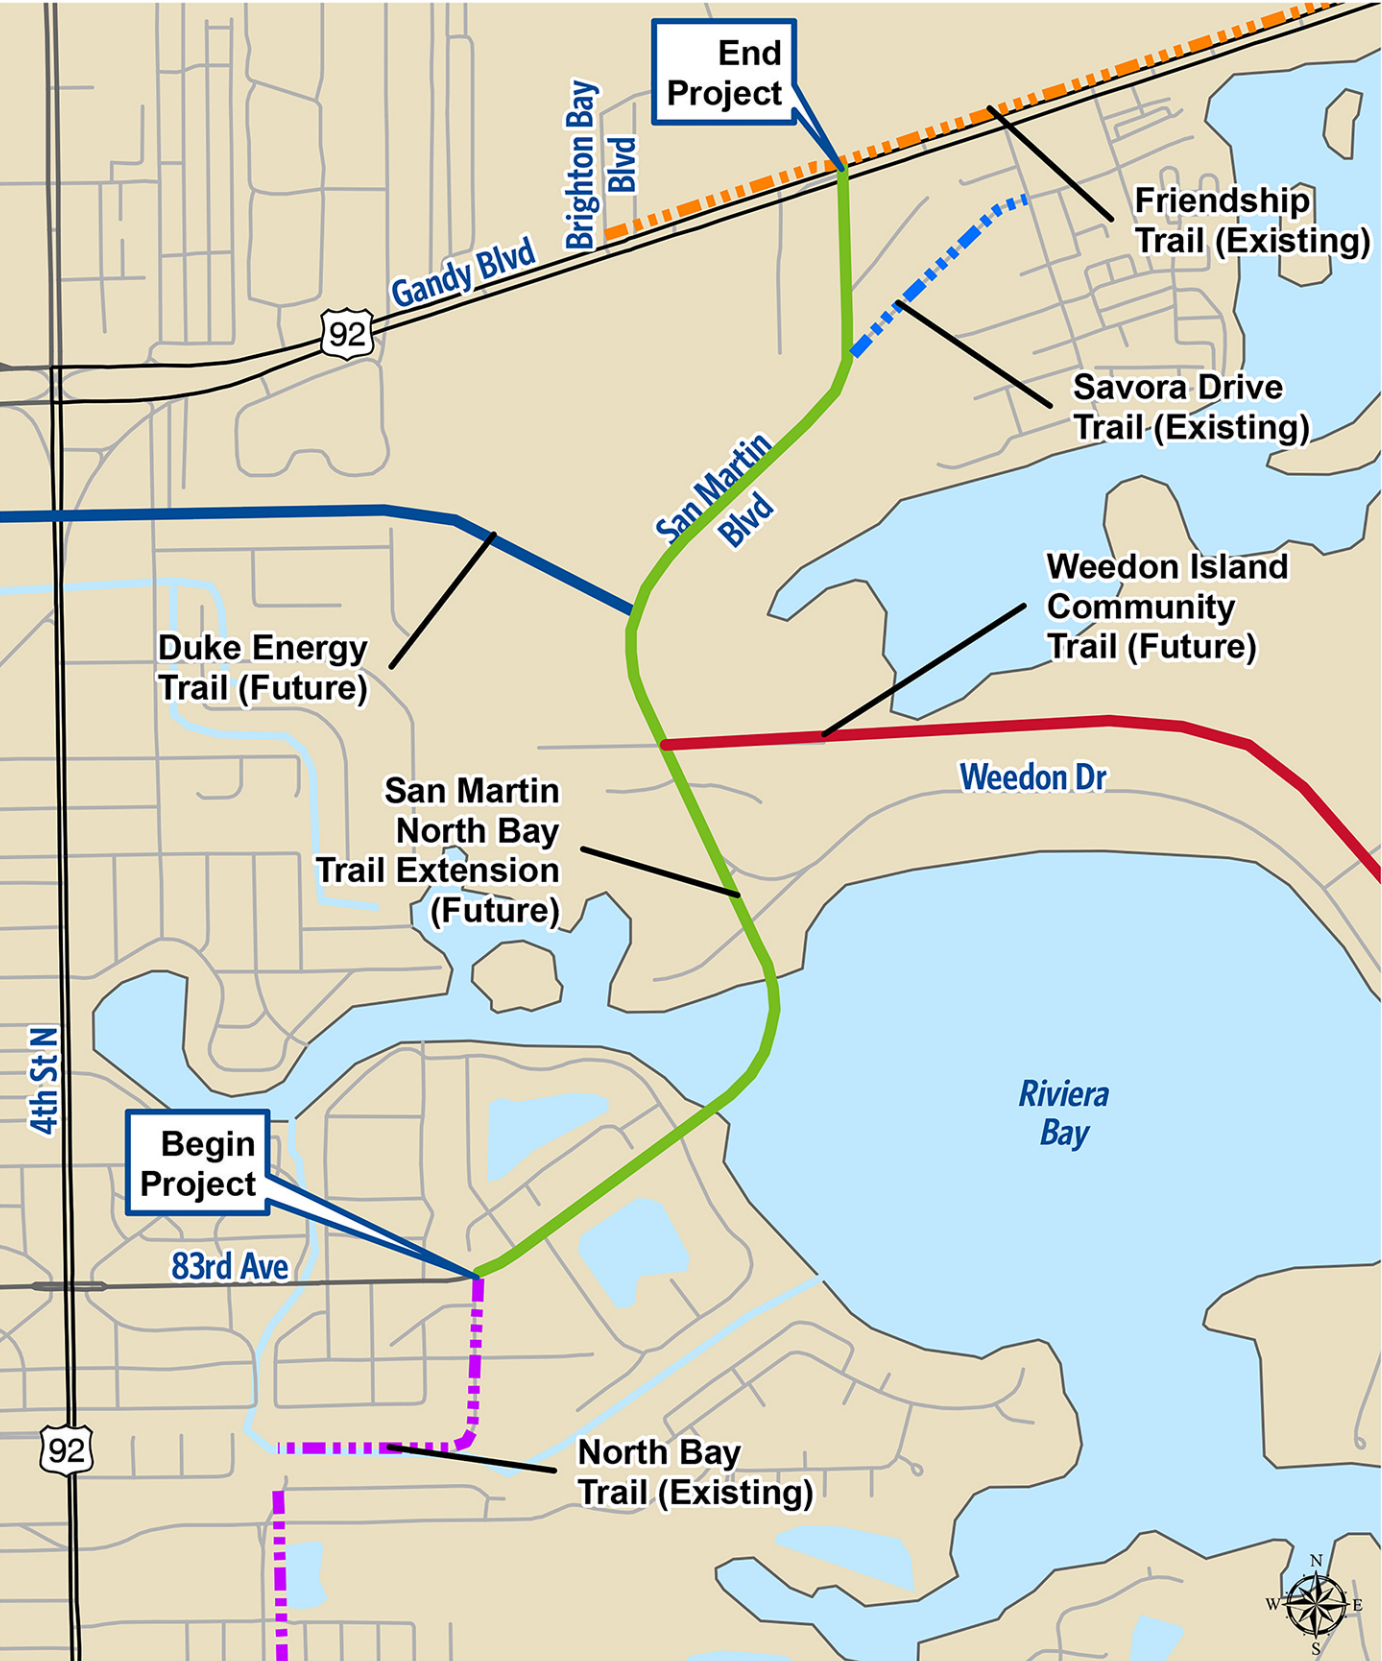 End
Project
Brighton Bay
Blvd
Friendship
Trail (Existing)
Gandy Blvd
92
Savora Drive
Trail (Existing)
San Martin
Blvd
Weedon Island
Community
Trail (Future)
Duke Energy
Trail (Future)
Weedon Dr
San Martin
North Bay
Trail Extension
(Future)
4th St N
Riviera
Bay
Begin
Project
83rd Ave
92
North Bay
Trail (Existing)
N
W E
S